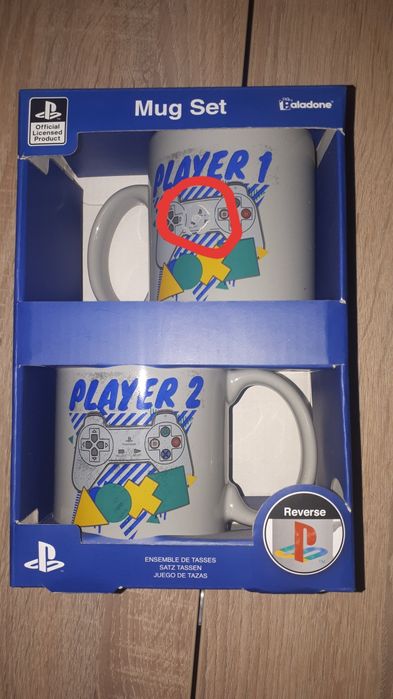 Official
Licensed
Product
Mug Set
Paladone
PLAYER 1
PLAYER 2
Reverse
ENSEMBLE DE TASSES
SATZ TASSEN
JUEGO DE TAZAS